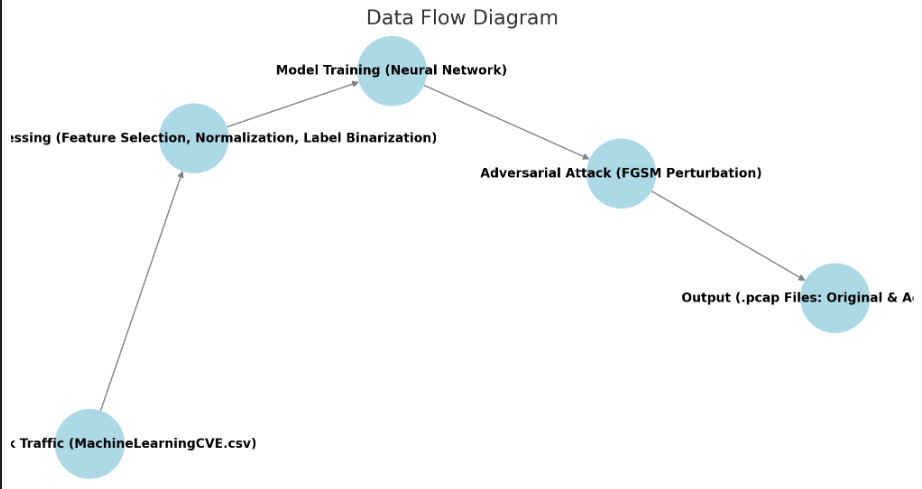 Data Flow Diagram
Model Training (Neural Network)
(Feature Selection, Normalization, Label Binarization)
Adversarial Attack (FGSM Perturbation)
Output (.pcap Files: Original &
Traffic (MachineLearningCVE.csv)